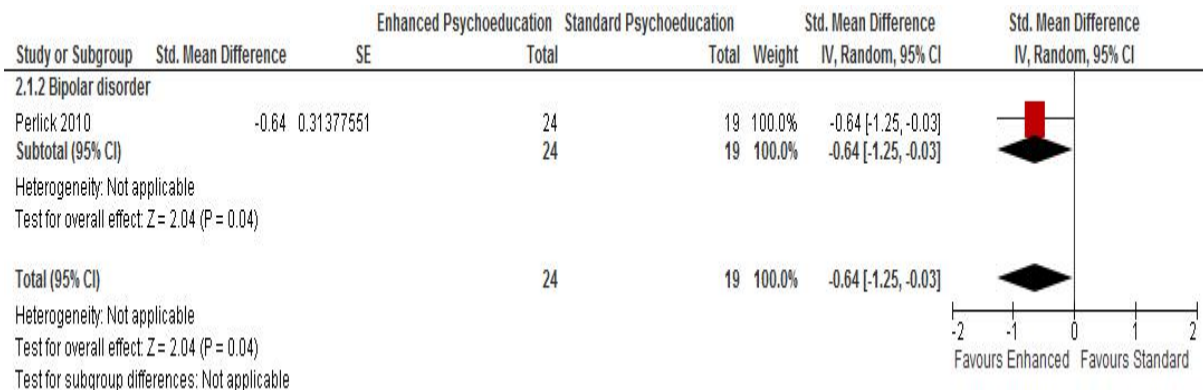 Enhanced Psychoeducation Standard Psychoeducation Std. Mean Difference Std. Mean Difference
Study or Subgroup Std. Mean Difference SE Total Total Weight IV, Random, 95% CI IV, Random, 95% CI
2.1.2 Bipolar disorder
Perlick 2010 -0.64 0.31377551 24 19 100.0% -0.64 [-1.25, -0.03]
Subtotal (95% CI) 24 19 100.0% -0.64 [-1.25, -0.03]
Heterogeneity: Not applicable
Test for overall effect: Z = 2.04 (P = 0.04)
Total (95% CI) 24 19 100.0% -0.64 [-1.25, -0.03]
Heterogeneity: Not applicable
-2 -1 0 1 2
Test for overall effect: Z = 2.04 (P = 0.04)
Favours Enhanced Favours Standard
Test for subgroup differences: Not applicable